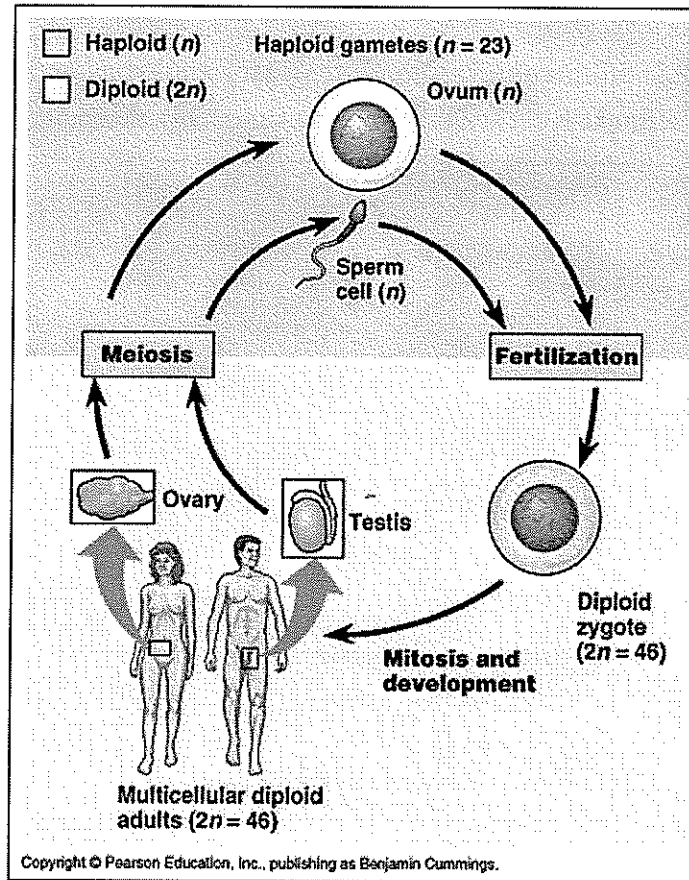 Haploid (n)
Haploid gametes (n = 23)
Diploid (2n)
Ovum (n)
Sperm
cell (n)
Meiosis
Fertilization
Ovary
Testis
Diploid
zygote
(2n = 46)
Mitosis and
development
Multicellular diploid
adults (2n = 46)
Copyright © Pearson Education, Inc., publishing as Benjamin Cummings.